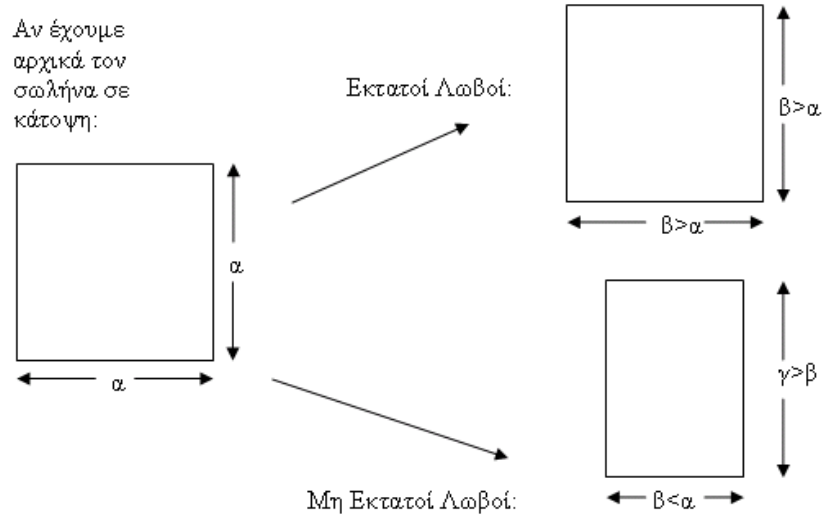 Αν έχουμε
αρχικά τον
σωλήνα σε
κάτοψη:
α
α
Εκτατοί Λωβοί:
β>α
β>α
Μη Εκτατοί Λωβοί:
γ>β
β<α